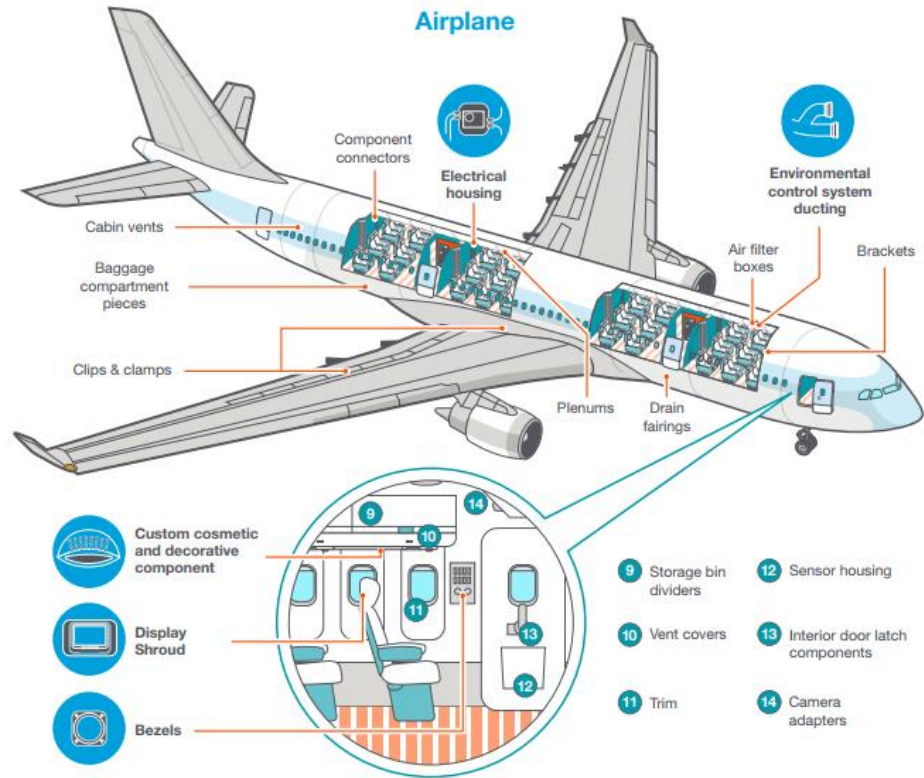 Airplane
Component
connectors
Electrical
housing
Environmental
control system
ducting
Cabin vents
Air filter
boxes
Brackets
Baggage
compartment
pieces
Clips & clamps
Plenums
Drain
fairings
Custom cosmetic
and decorative
component
Display
Shroud
Bezels
9
10
11
12
13
14
9 Storage bin
dividers
12 Sensor housing
10 Vent covers
13 Interior door latch
components
11 Trim
14 Camera
adapters